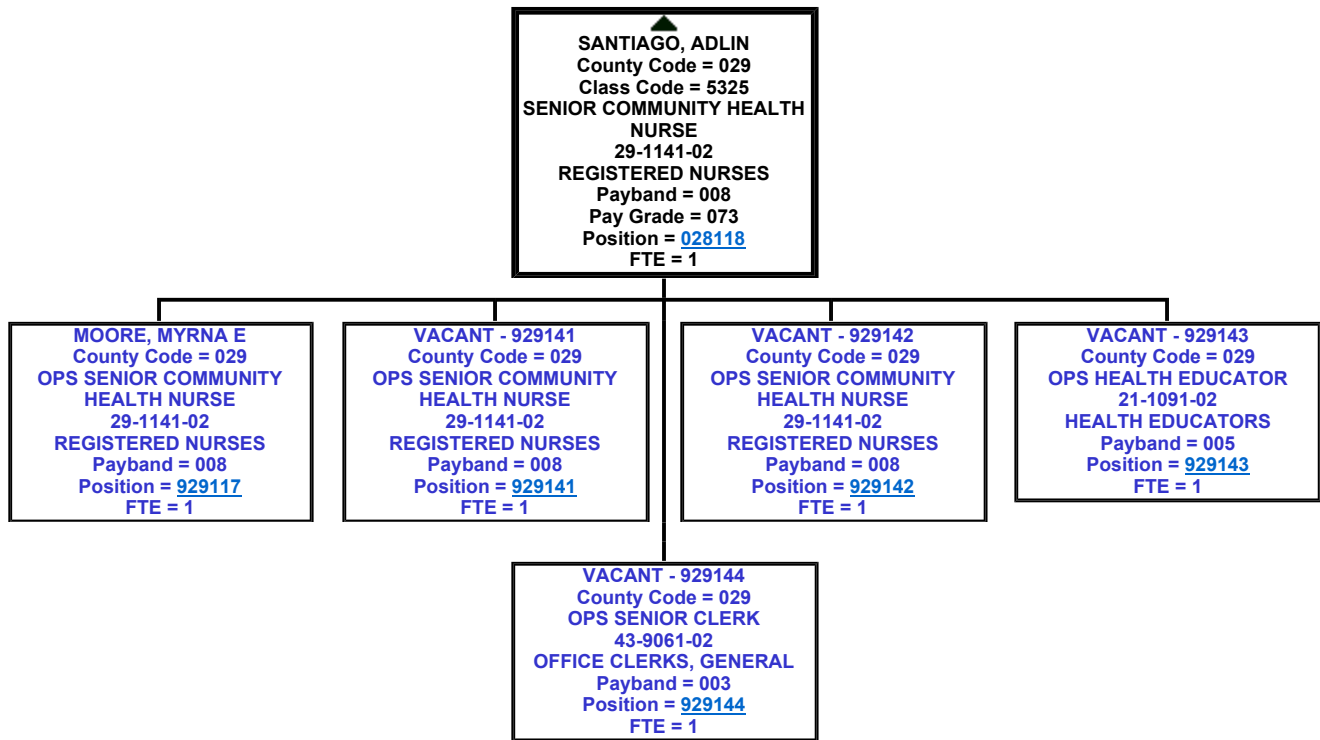 SANTIAGO, ADLIN
County Code = 029
Class Code = 5325
SENIOR COMMUNITY HEALTH
NURSE
29-1141-02
REGISTERED NURSES
Payband = 008
Pay Grade = 073
Position = 028118
FTE = 1
MOORE, MYRNA E
County Code = 029
OPS SENIOR COMMUNITY
HEALTH NURSE
29-1141-02
REGISTERED NURSES
Payband = 008
Position = 929117
FTE = 1
VACANT - 929141
County Code = 029
OPS SENIOR COMMUNITY
HEALTH NURSE
29-1141-02
REGISTERED NURSES
Payband = 008
Position = 929141
FTE = 1
VACANT - 929142
County Code = 029
OPS SENIOR COMMUNITY
HEALTH NURSE
29-1141-02
REGISTERED NURSES
Payband = 008
Position = 929142
FTE = 1
VACANT - 929143
County Code = 029
OPS HEALTH EDUCATOR
21-1091-02
HEALTH EDUCATORS
Payband = 005
Position = 929143
FTE = 1
VACANT - 929144
County Code = 029
OPS SENIOR CLERK
43-9061-02
OFFICE CLERKS, GENERAL
Payband = 003
Position = 929144
FTE = 1